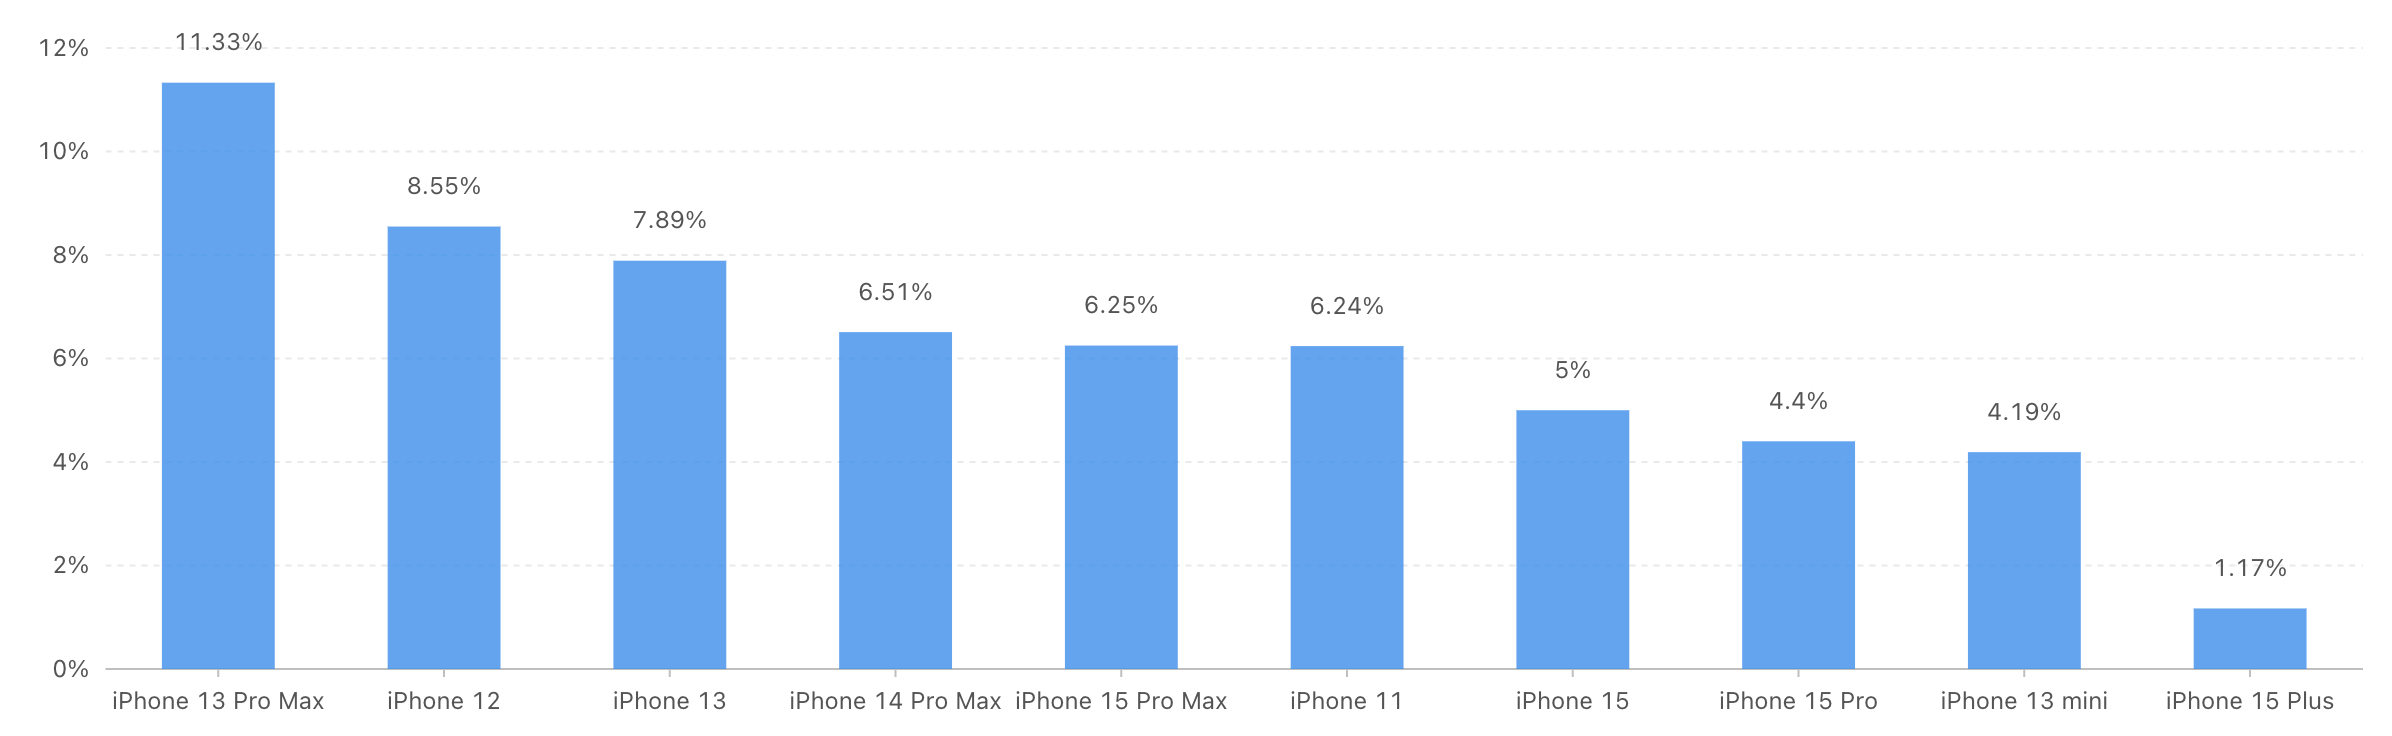 12%
10%
8%
6%
4%
2%
0%
11.33%
8.55%
7.89%
6.51%
6.25%
6.24%
5%
4.4%
4.19%
1.17%
iPhone 13 Pro Max
iPhone 12
iPhone 13
iPhone 14 Pro Max
iPhone 15 Pro Max
iPhone 11
iPhone 15
iPhone 15 Pro
iPhone 13 mini
iPhone 15 Plus